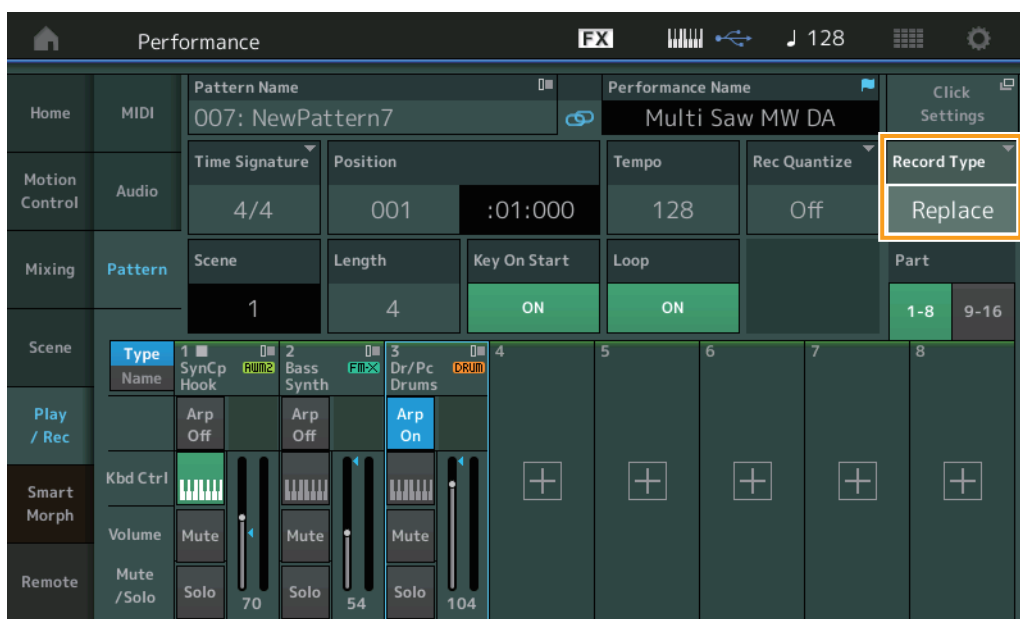 Performance
FX
♩ 128
Home
Motion
Control
Mixing
Scene
Play
/ Rec
Smart
Morph
Remote
MIDI
Audio
Pattern
Pattern Name
007: NewPattern7
Performance Name
Multi Saw MW DA
Click
Settings
Time Signature
4/4
Position
001 :01:000
Tempo
128
Rec Quantize
Off
Record Type
Replace
Scene
1
Length
4
Key On Start
ON
Loop
ON
Part
1-8 9-16
Type
Name
1
SynCp AWM2
Hook
2
Bass FM-X
Synth
3
Dr/Pc DRUM
Drums
4
5
6
7
8
Arp
Off
Arp
Off
Arp
On
Kbd Ctrl
Volume
Mute
/Solo
Mute
Mute
Mute
Solo
70
Solo
54
Solo
104